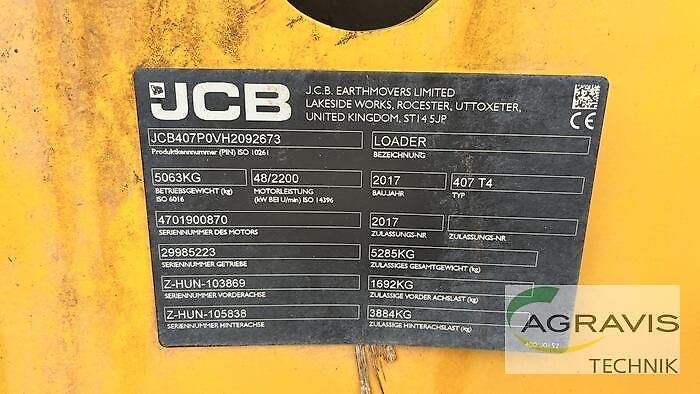 JCB
J.C.B. EARTHMOVERS LIMITED
LAKESIDE WORKS, ROCESTER, UTTOXETER,
UNITED KINGDOM, ST14 5JP
CE
JCB407P0VH2092673
Produktkennnummer (PIN) ISO 10261
LOADER
BEZEICHNUNG
5063KG
BETRIEBSGEWICHT (kg)
ISO 6016
48/2200
MOTORLEISTUNG
(kW BEI U/min) ISO 14396
2017
BAUJAHR
407 T4
TYP
4701900870
SERIENNUMMER DES MOTORS
2017
ZULASSUNGS-NR
ZULASSUNGS-NR
29985223
SERIENNUMMER GETRIEBE
5285KG
ZULÄSSIGES GESAMTGEWICHT (kg)
Z-HUN-103869
SERIENNUMMER VORDERACHSE
1692KG
ZULÄSSIGE VORDER ACHSLAST (kg)
Z-HUN-105838
SERIENNUMMER HINTERACHSE
3884KG
ZULÄSSIGE HINTERACHSLAST (kg)
AGRAVIS
TECHNIK